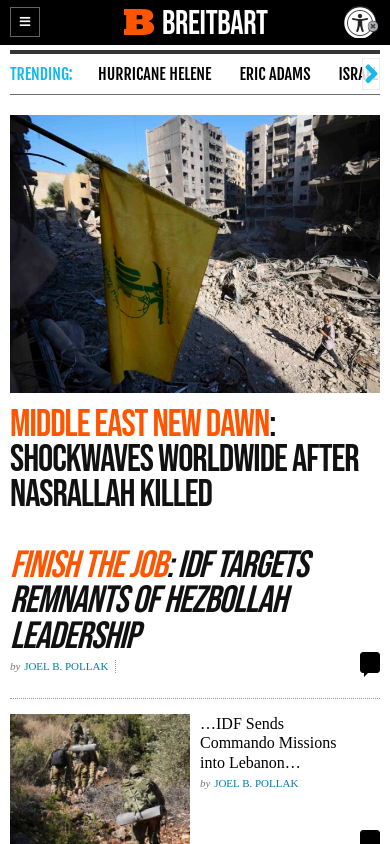 BREITBART
TRENDING:
HURRICANE HELENE
ERIC ADAMS
ISRA
MIDDLE EAST NEW DAWN:
SHOCKWAVES WORLDWIDE AFTER
NASRALLAH KILLED
FINISH THE JOB: IDF TARGETS
REMNANTS OF HEZBOLLAH
LEADERSHIP
by JOEL B. POLLAK
…IDF Sends
Commando Missions
into Lebanon…
by JOEL B. POLLAK